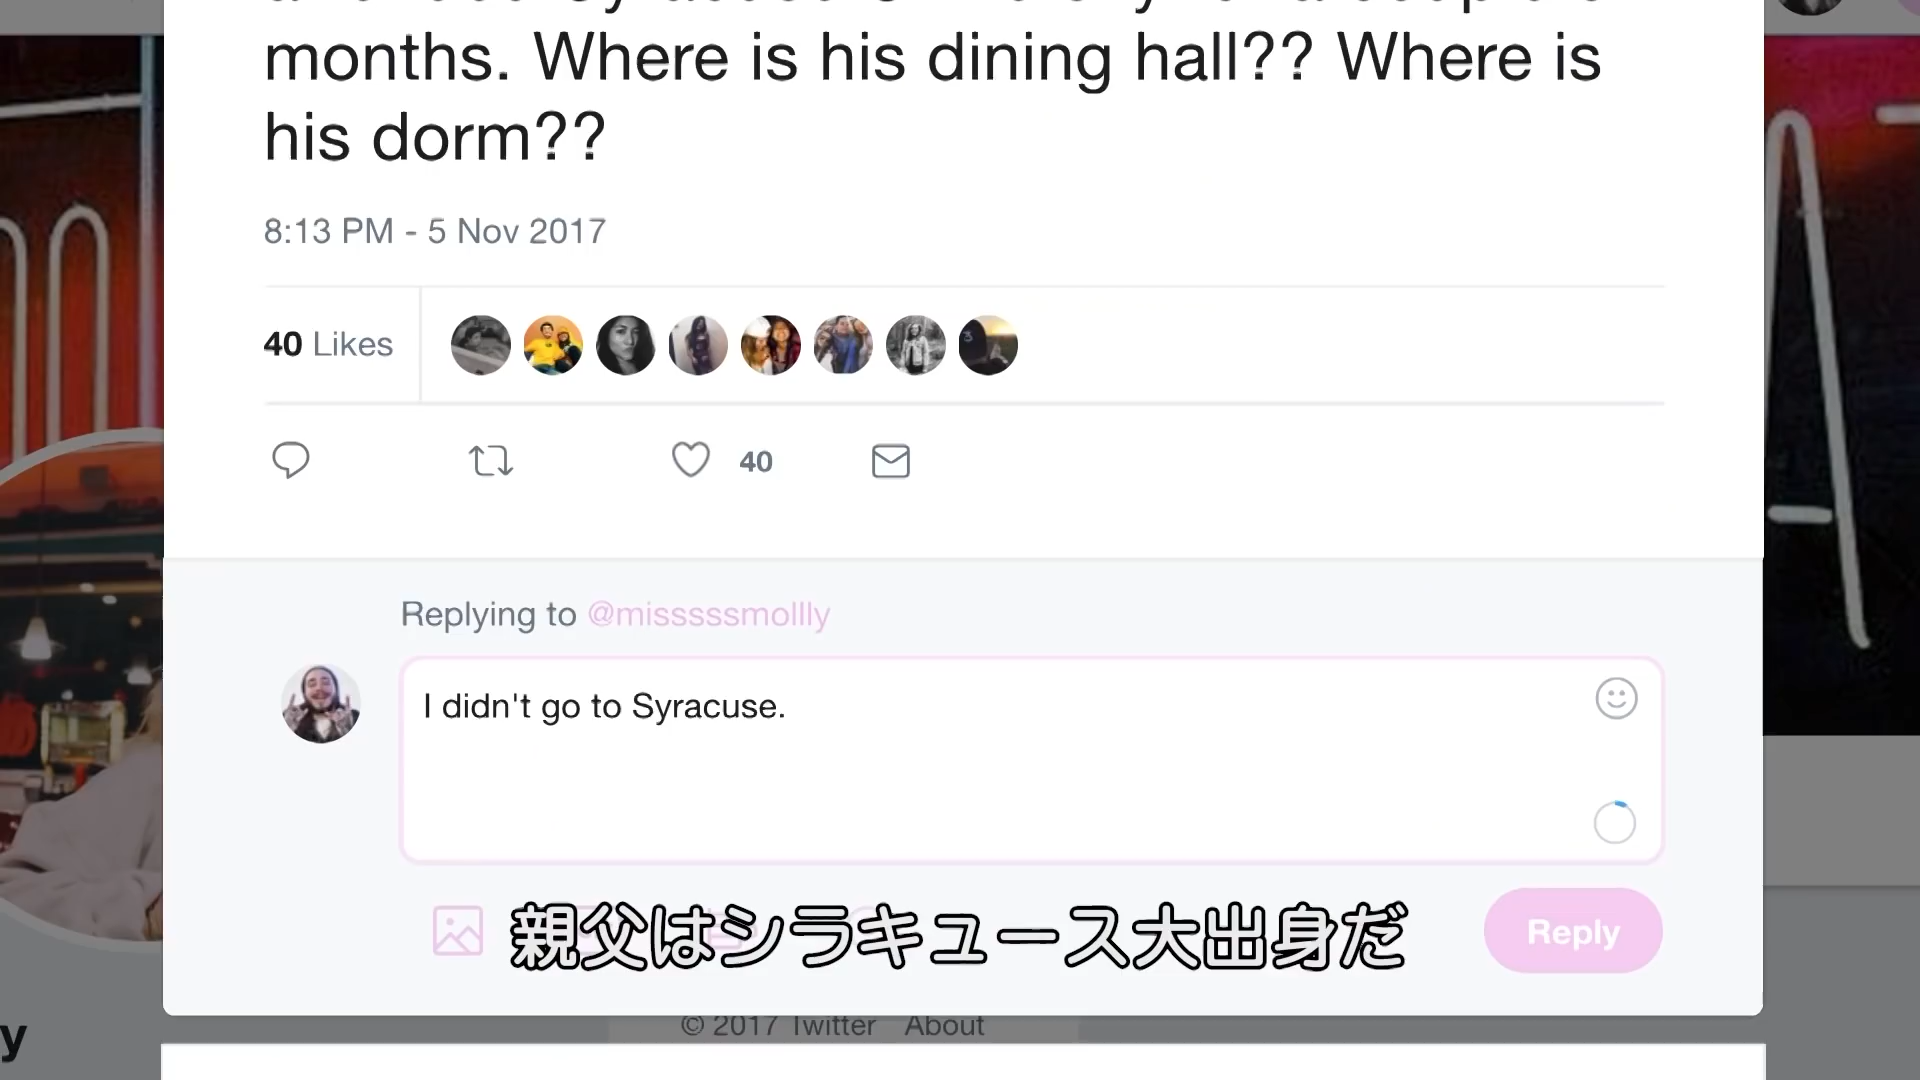 months. Where is his dining hall?? Where is
his dorm??
8:13 PM - 5 Nov 2017
40 Likes
40
Replying to @missssssmollly
I didn't go to Syracuse.
親父はシラキュース大出身だ
Reply
© 2017 Twitter About
y